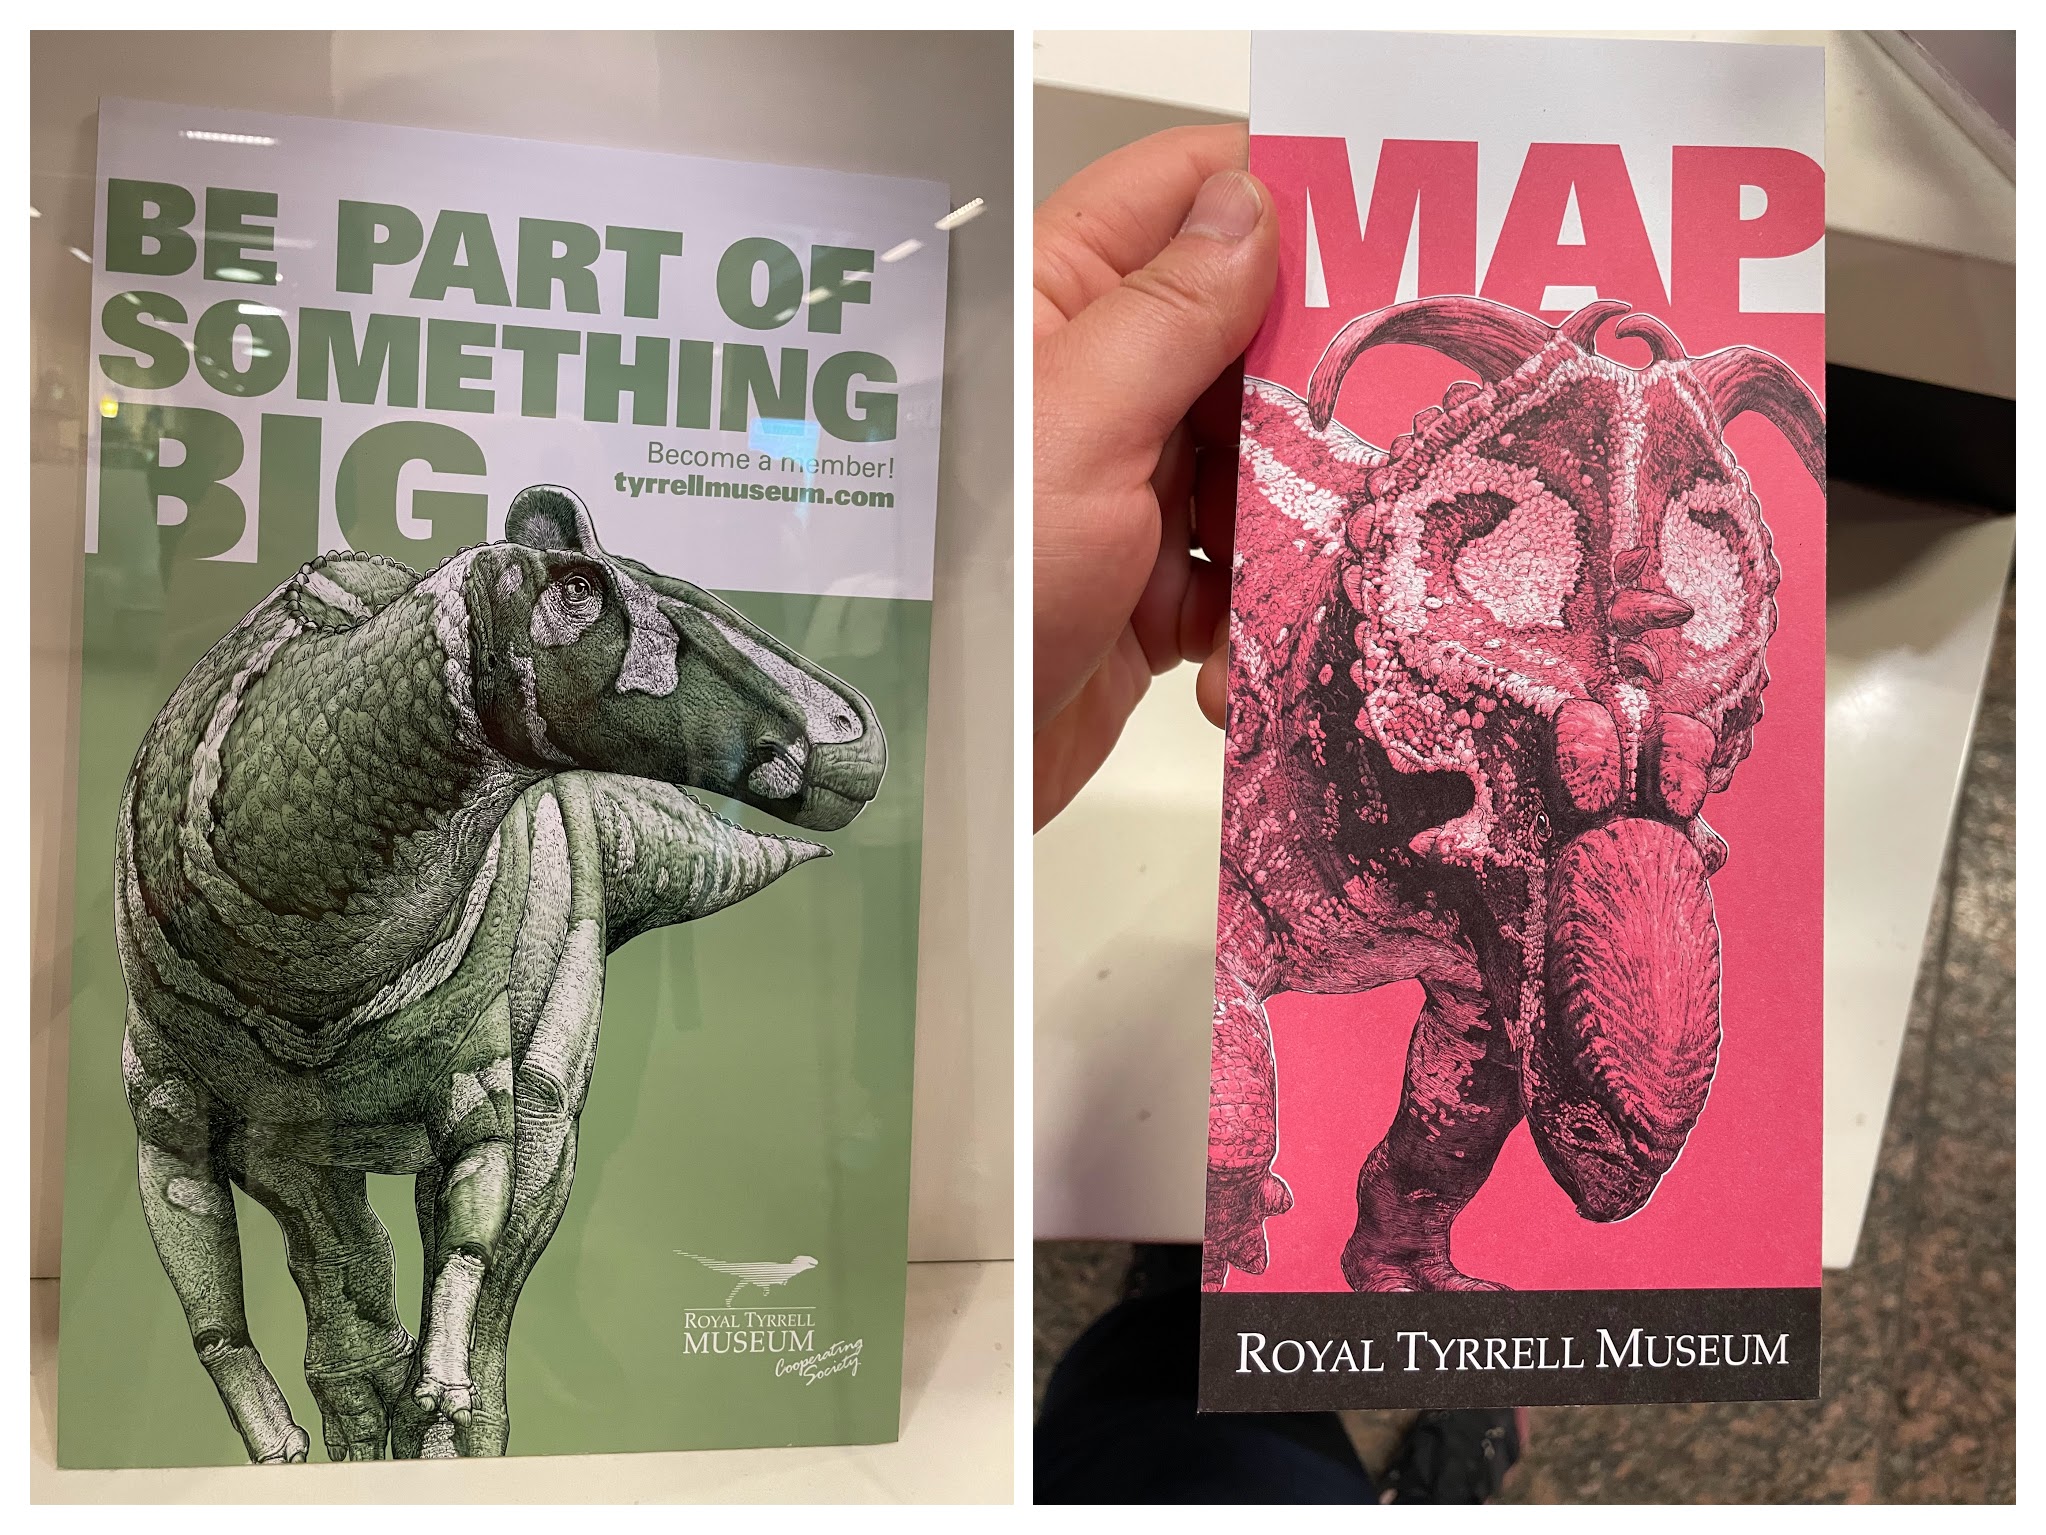 BE PART OF
SOMETHING
BIG
Become a member!
tyrrellmuseum.com
ROYAL TYRRELL
MUSEUM
Cooperating
Society
MAP
ROYAL TYRRELL MUSEUM